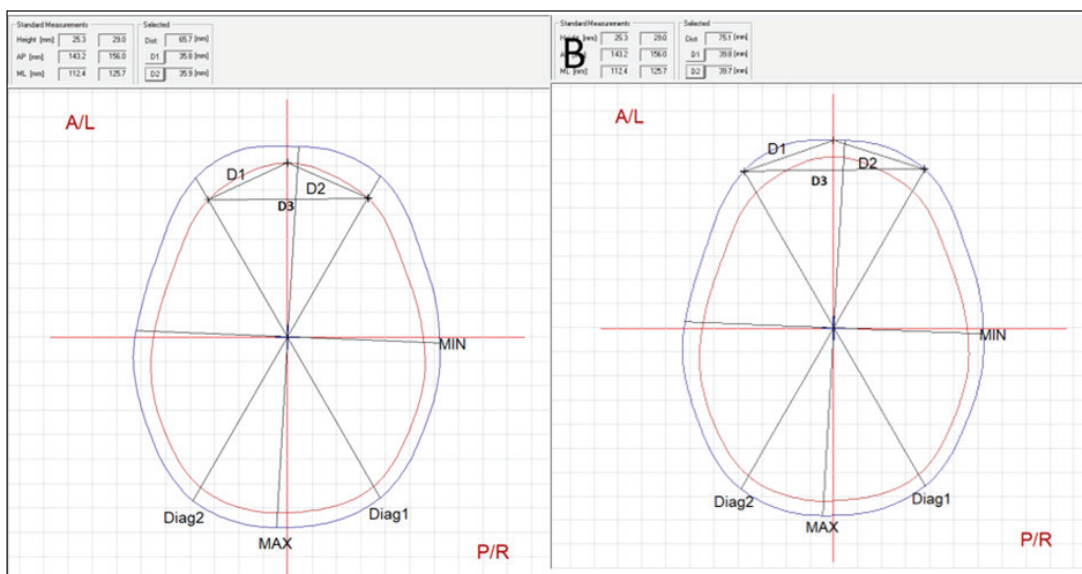 Standard Measurements Selected
Height [mm] 25.3 29.0 Dist 65.7 [mm]
AP [mm] 143.2 156.0 D1 35.8 [mm]
ML [mm] 112.4 125.7 D2 35.9 [mm]
A/L
D1
D2
D3
MIN
Diag2
Diag1
MAX
P/R
B
Standard Measurements Selected
[mm] 25.3 29.0 Dist 75.1 [mm]
[mm] 143.2 156.0 D1 39.8 [mm]
ML [mm] 112.4 125.7 D2 39.7 [mm]
A/L
D1
D2
D3
MIN
Diag2
Diag1
MAX
P/R